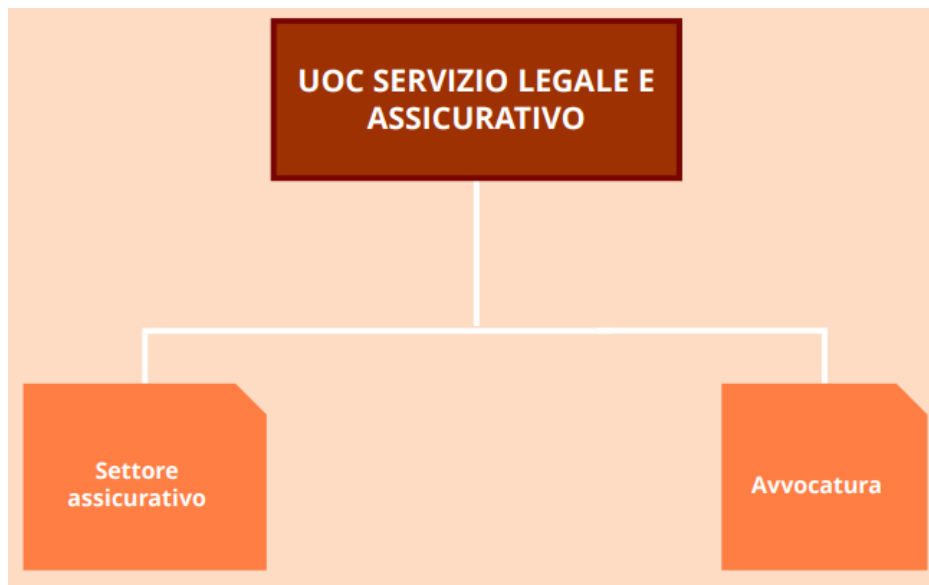 UOC SERVIZIO LEGALE E
ASSICURATIVO
Settore
assicurativo
Avvocatura